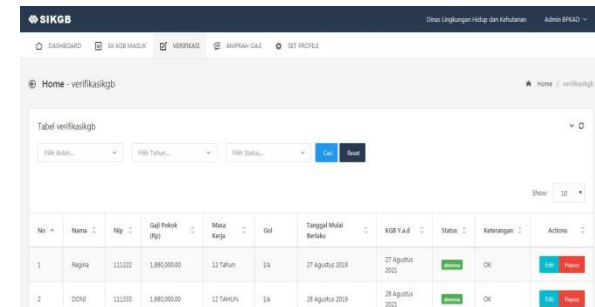 SIKGB
Dinas Lingkungan Hidup dan Kehutanan Admin BPKAD
DASHBOARD SK KGB MASUK VERIFIKASI AMPRAH GAJI SET PROFILE
Home - verifikasikgb
Home / verifikasikgb
Tabel verifikasikgb
Pilih Bulan... Pilih Tahun... Pilih Status... Cari Reset
Show: 10
No Nama Nip Gaji Pokok (Rp) Masa Kerja Gol Tanggal Mulai Berlaku KGB Y.a.d Status Keterangan Actions
1 Regina 111222 1,680,000.00 12 Tahun 1/a 27 Agustus 2019 27 Agustus 2021 diterima OK Edit Hapus
2 DONI 111333 1,680,000.00 12 TAHUN 1/a 28 Agustus 2019 28 Agustus 2021 diterima OK Edit Hapus